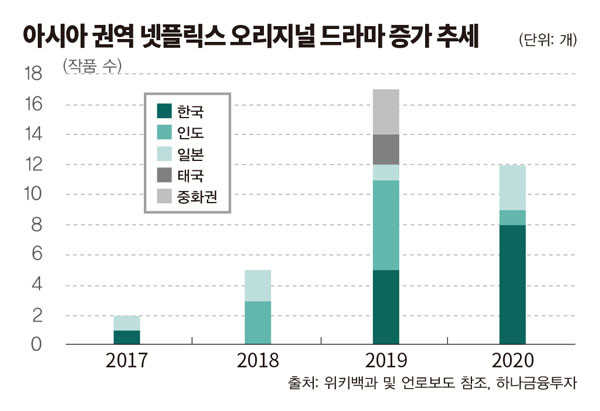 아시아 권역 넷플릭스 오리지널 드라마 증가 추세 (단위: 개)
18 (작품 수)
16
14
12
10
8
6
4
2
0
한국
인도
일본
태국
중화권
2017 2018 2019 2020
출처: 위키백과 및 언로보도 참조, 하나금융투자